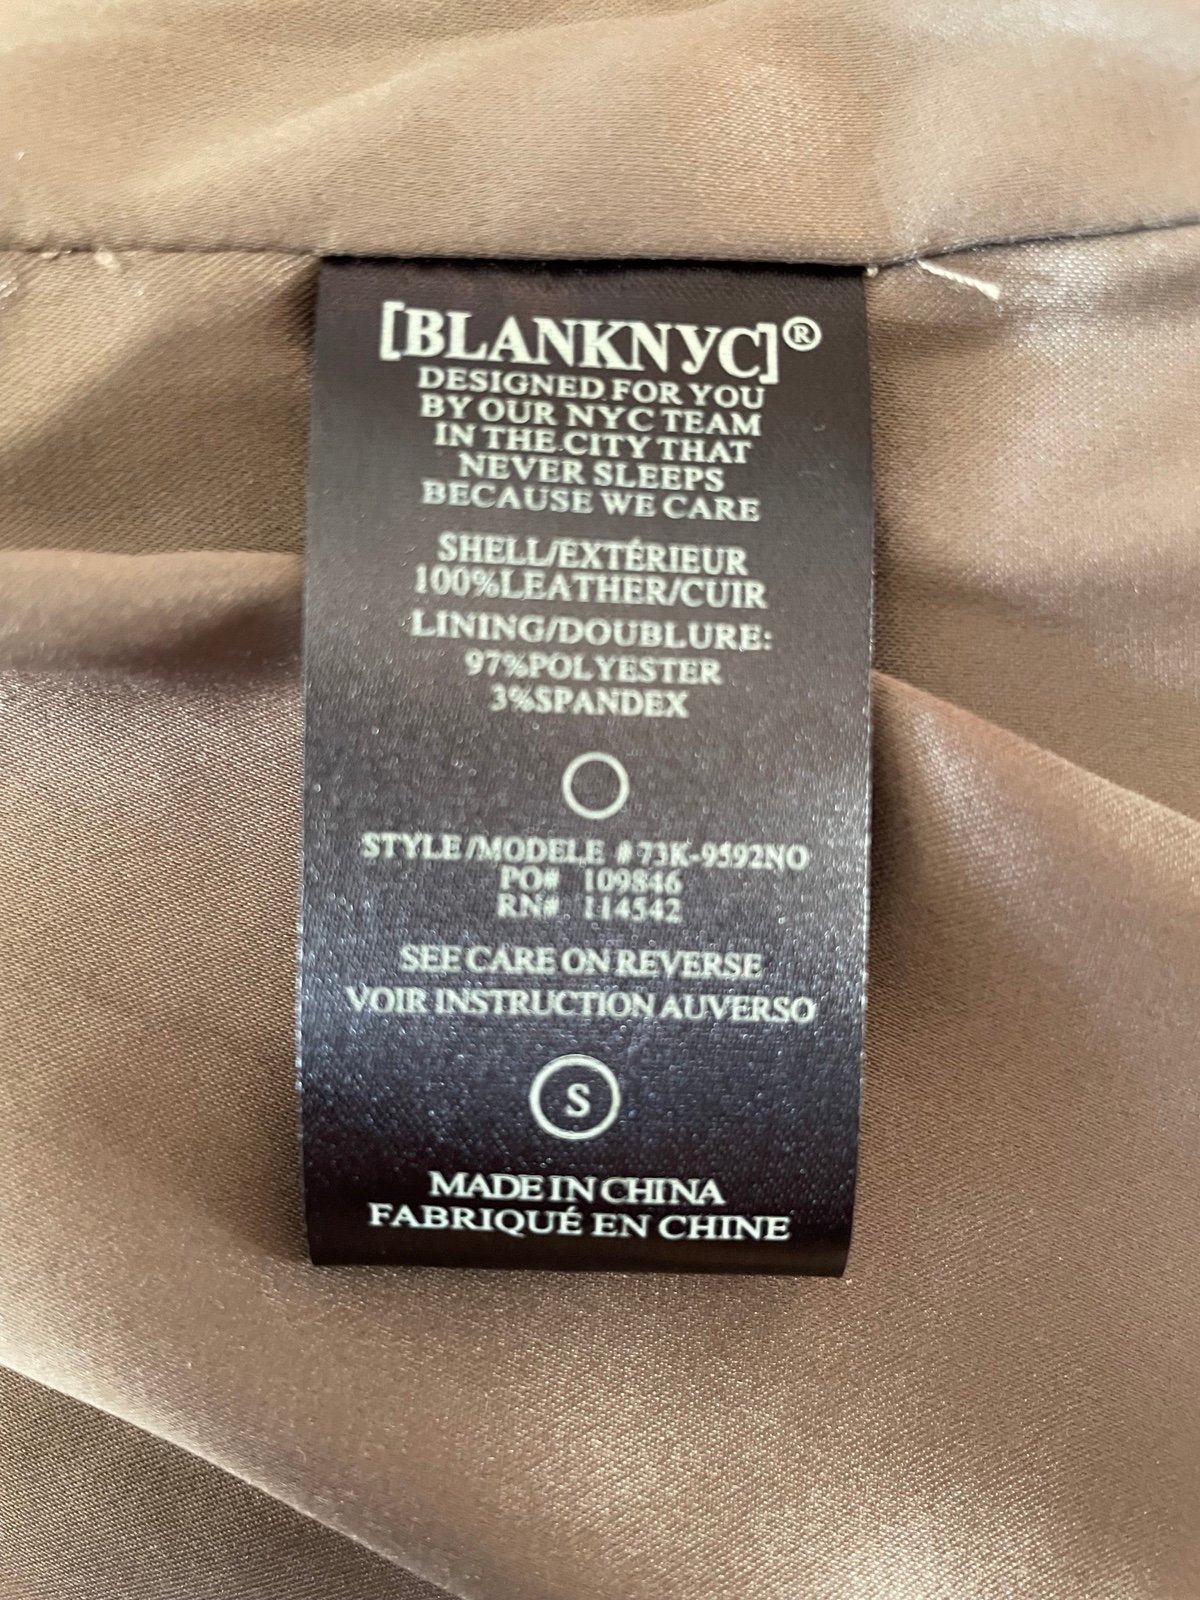 [BLANKNYC]®
DESIGNED FOR YOU
BY OUR NYC TEAM
IN THE CITY THAT
NEVER SLEEPS
BECAUSE WE CARE
SHELL/EXTÉRIEUR
100%LEATHER/CUIR
LINING/DOUBLURE:
97%POLYESTER
3%SPANDEX
STYLE/MODELE #73K-9592NO
PO# 109846
RN# 114542
SEE CARE ON REVERSE
VOIR INSTRUCTION AUVERSO
S
MADE IN CHINA
FABRIQUÉ EN CHINE